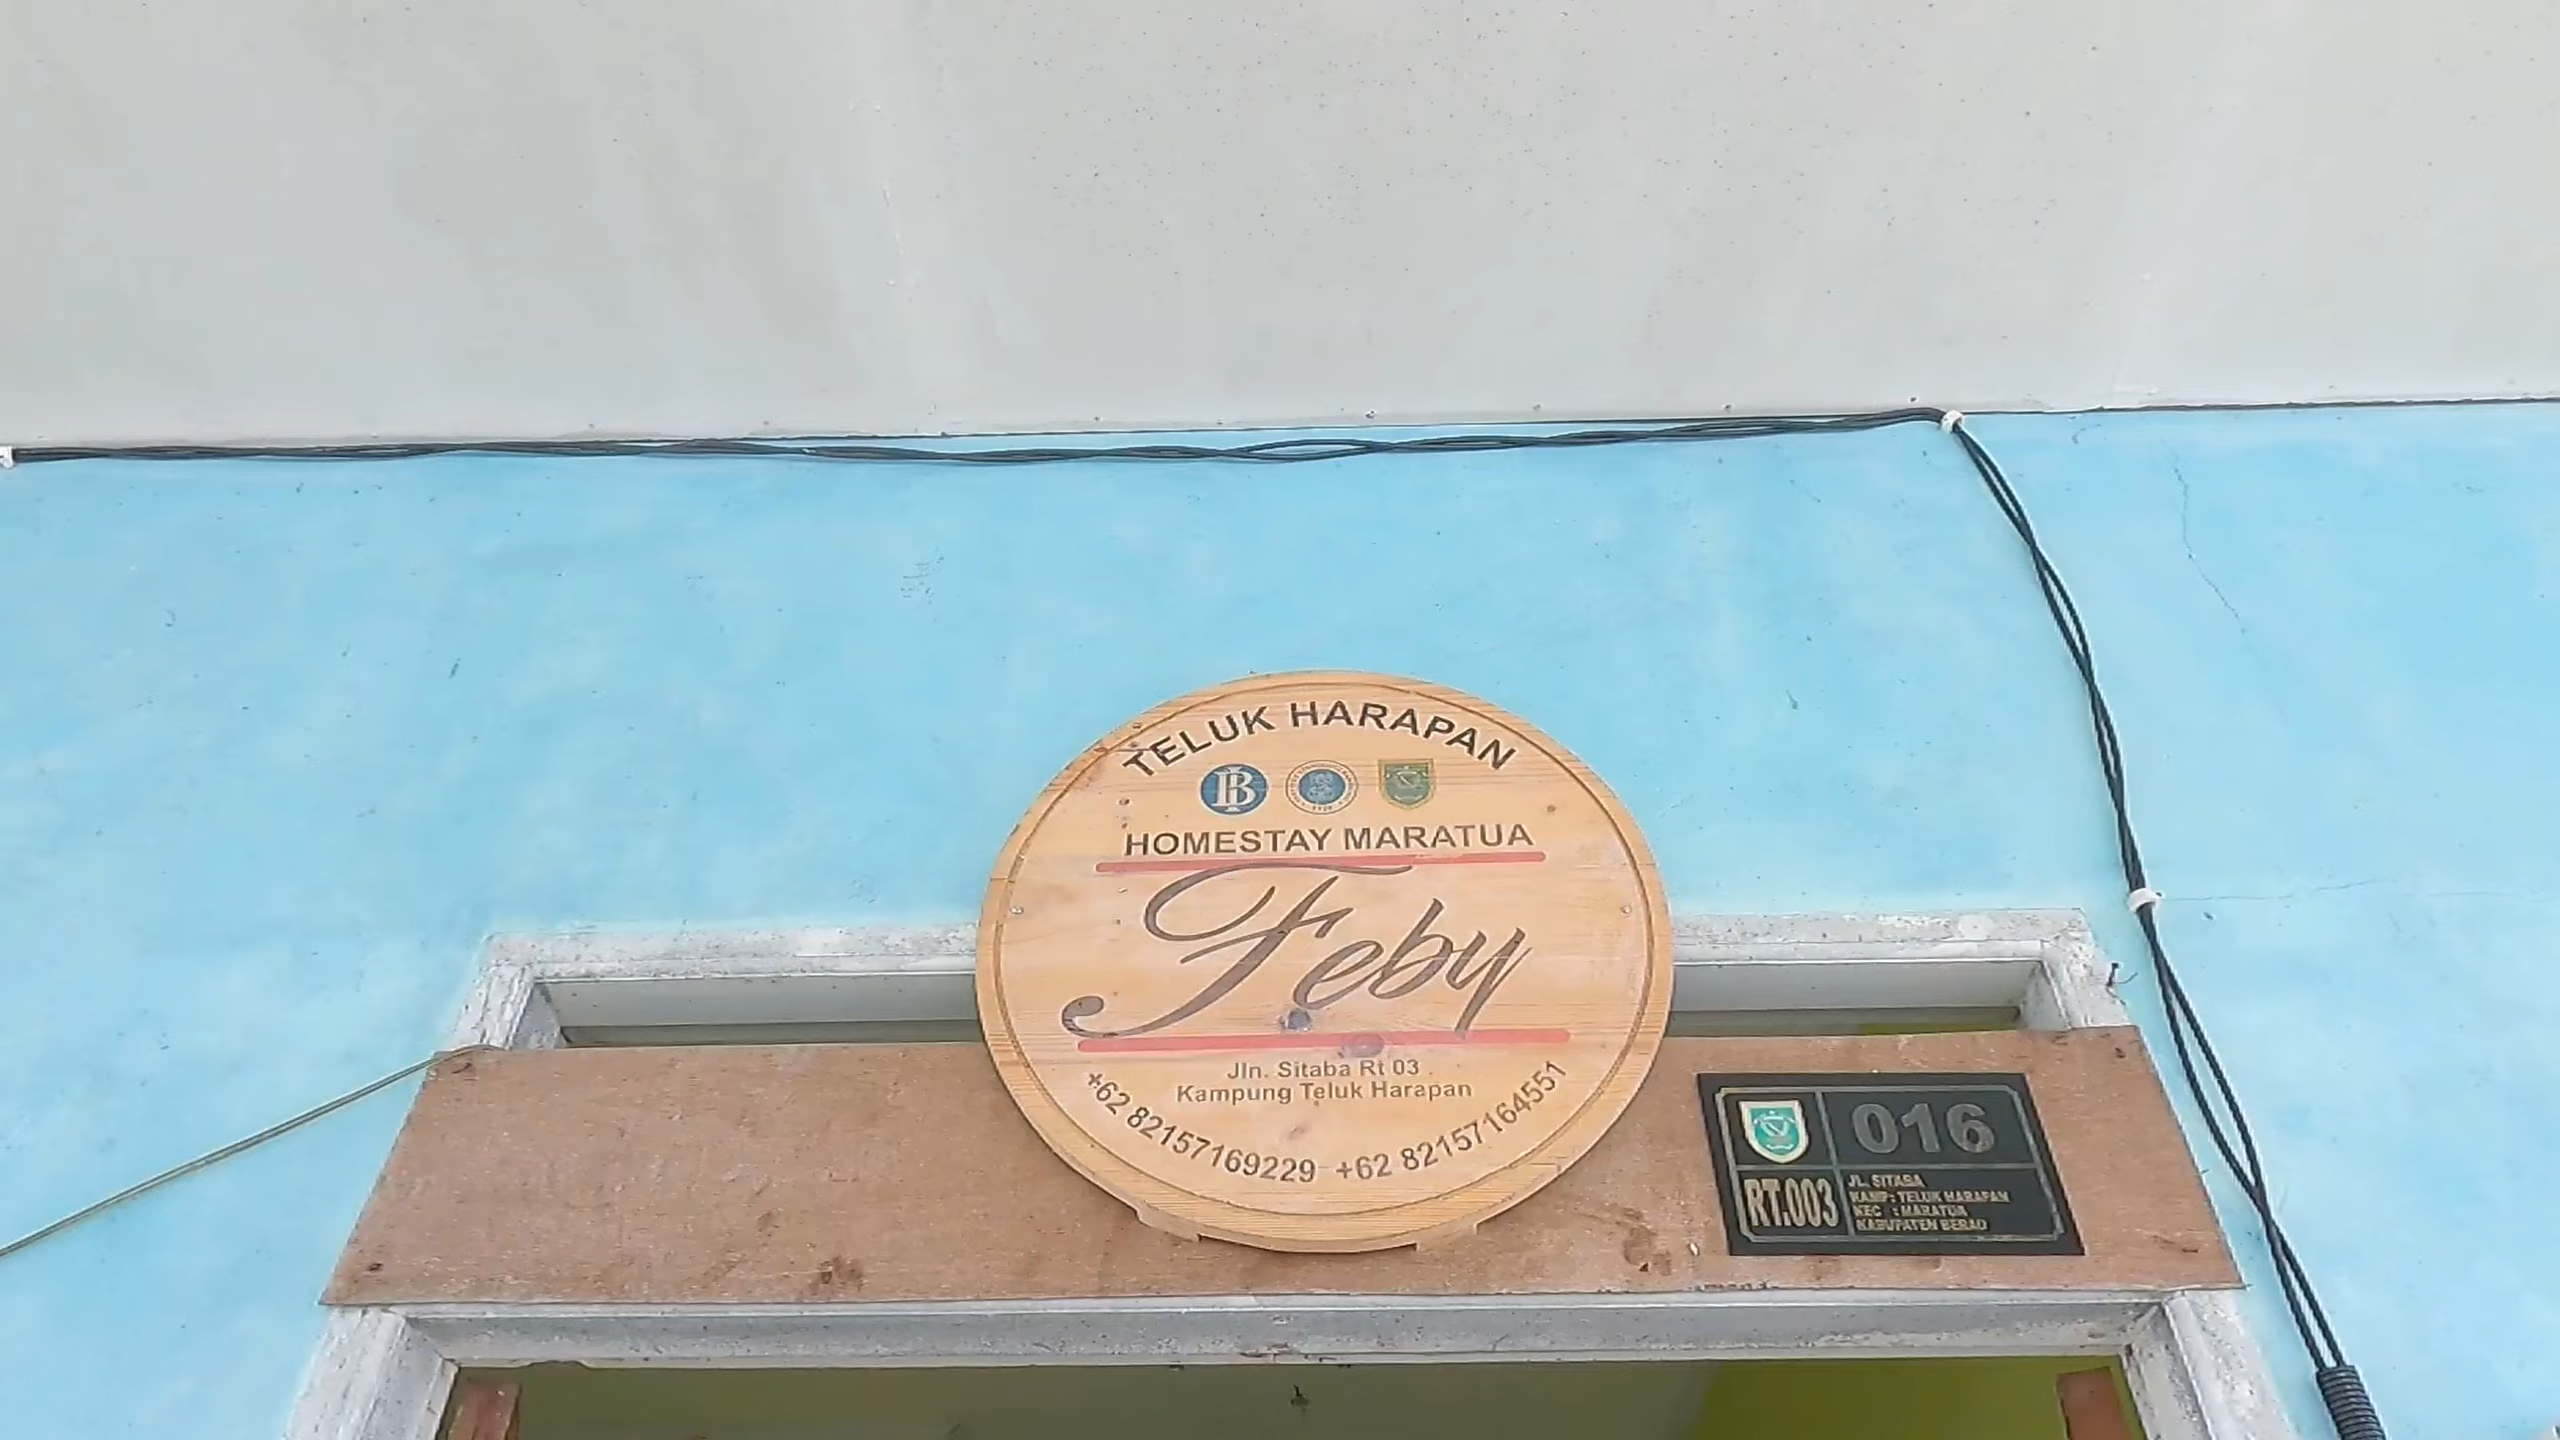 TELUK HARAPAN
HOMESTAY MARATUA
Feby
Jln. Sitaba Rt 03
Kampung Teluk Harapan
+62 82157169229 +62 82157164551
016
RT.003
JL. SITABA
KAMP : TELUK HARAPAN
KEC : MARATUA
KABUPATEN BERAU